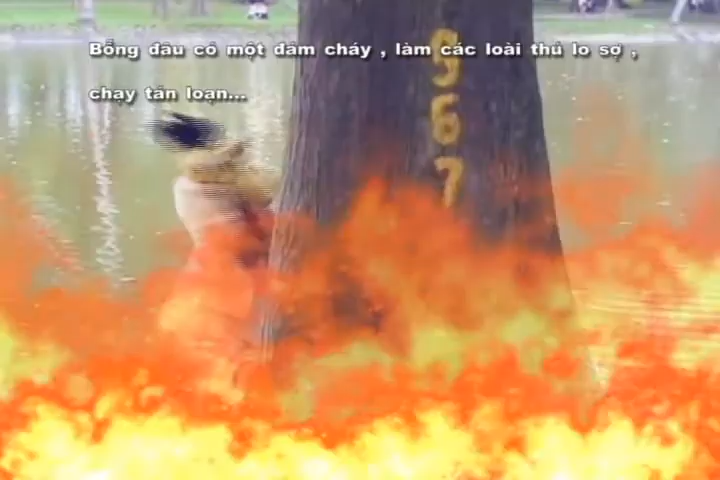 Bỗng đâu có một đám cháy , làm các loài thú lo sợ ,
chạy tán loạn...
967